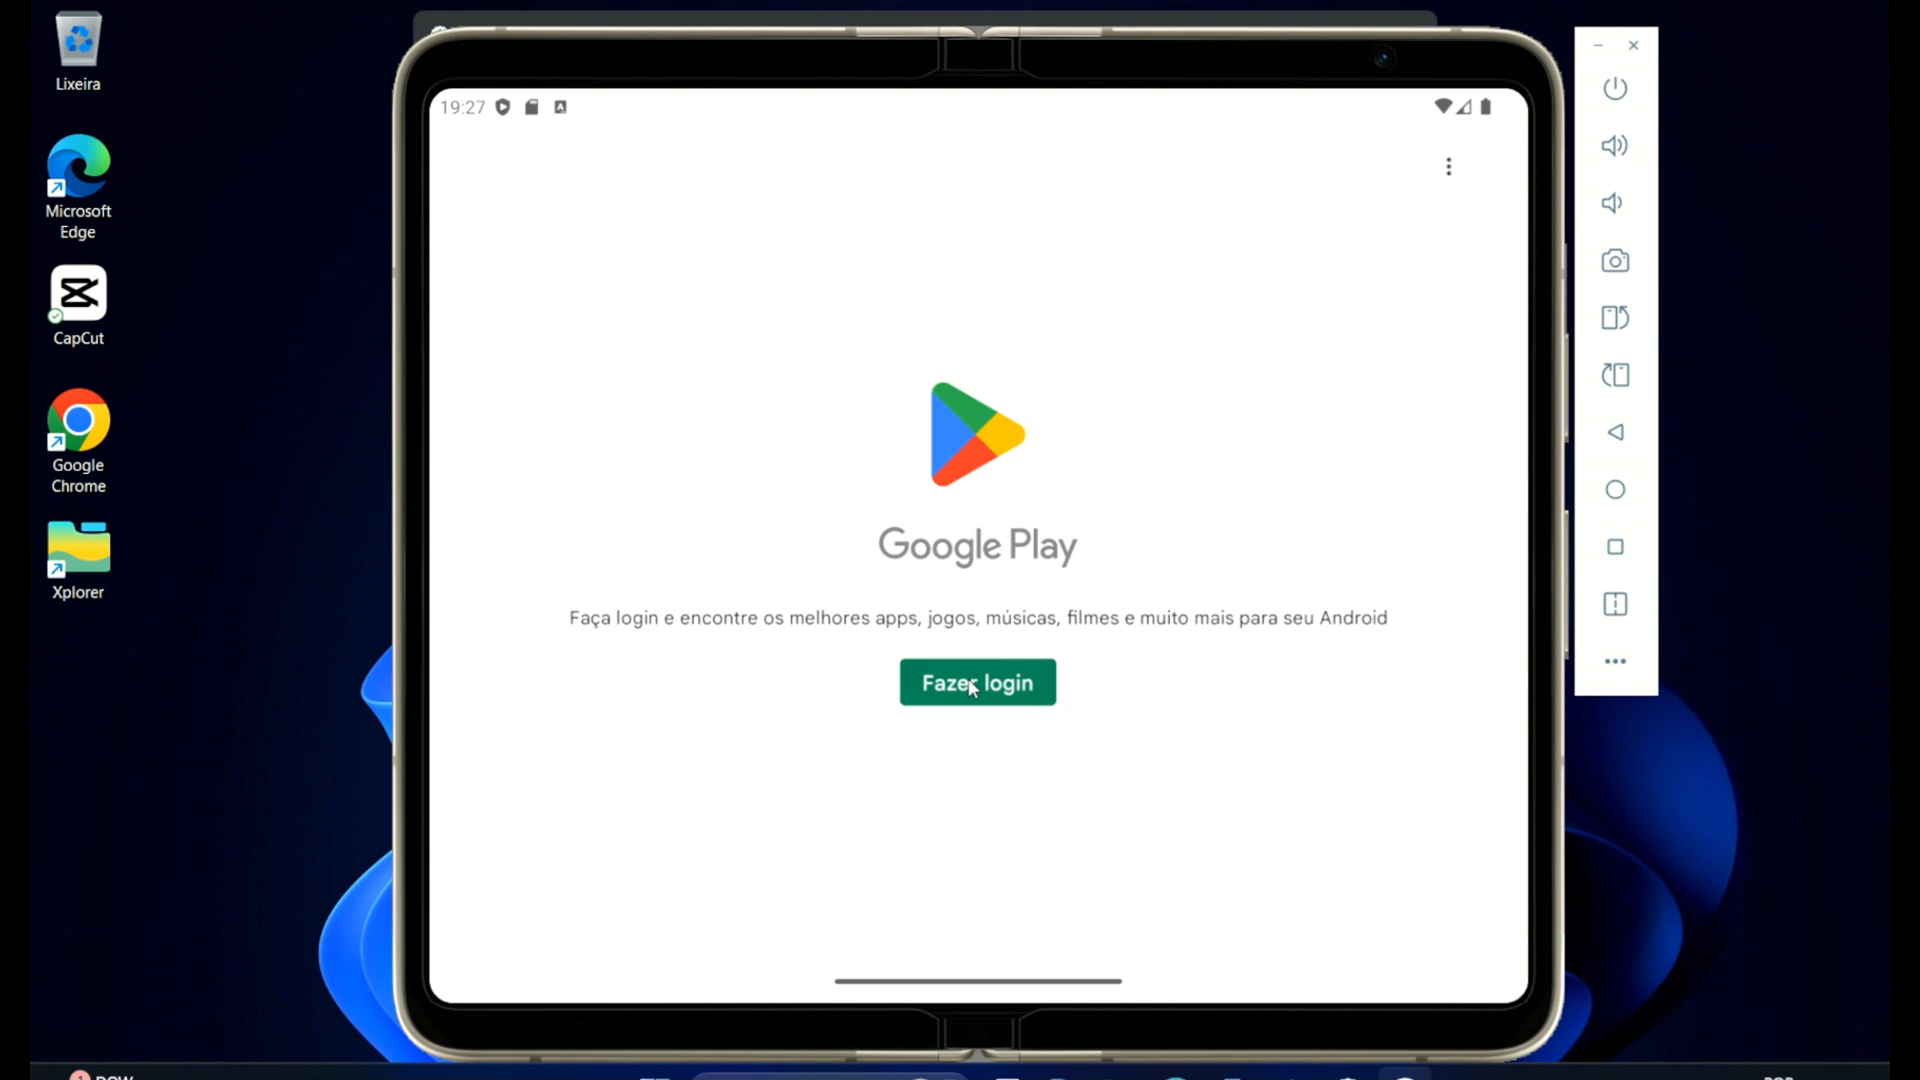 Lixeira
Microsoft
Edge
CapCut
Google
Chrome
Xplorer
19:27
Google Play
Faça login e encontre os melhores apps, jogos, músicas, filmes e muito mais para seu Android
Fazer login